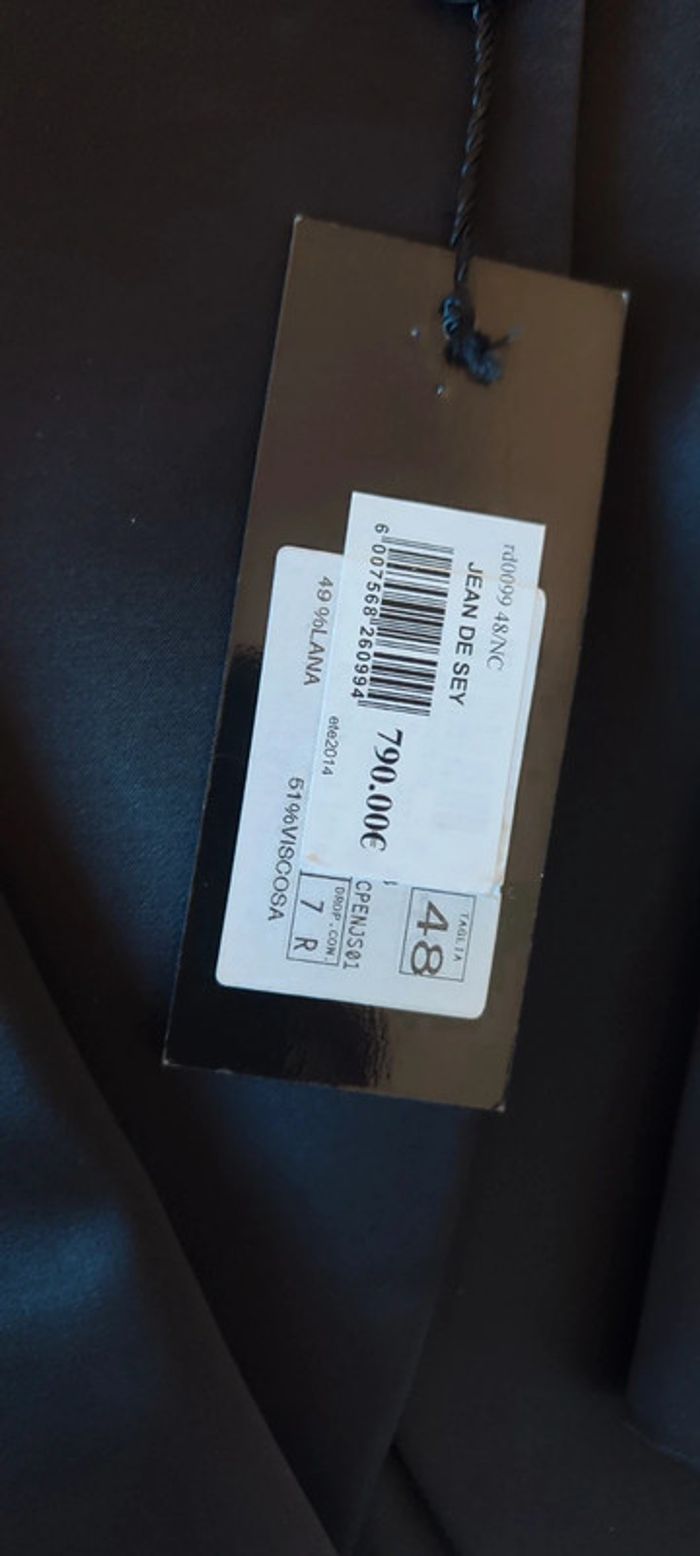 rd0099 48/NC
JEAN DE SEY
6 007568 260994
790.00€
ete2014
TAGLIA
48
CPENJS01
DROP.CON.
7 R
49 %LANA 51%VISCOSA